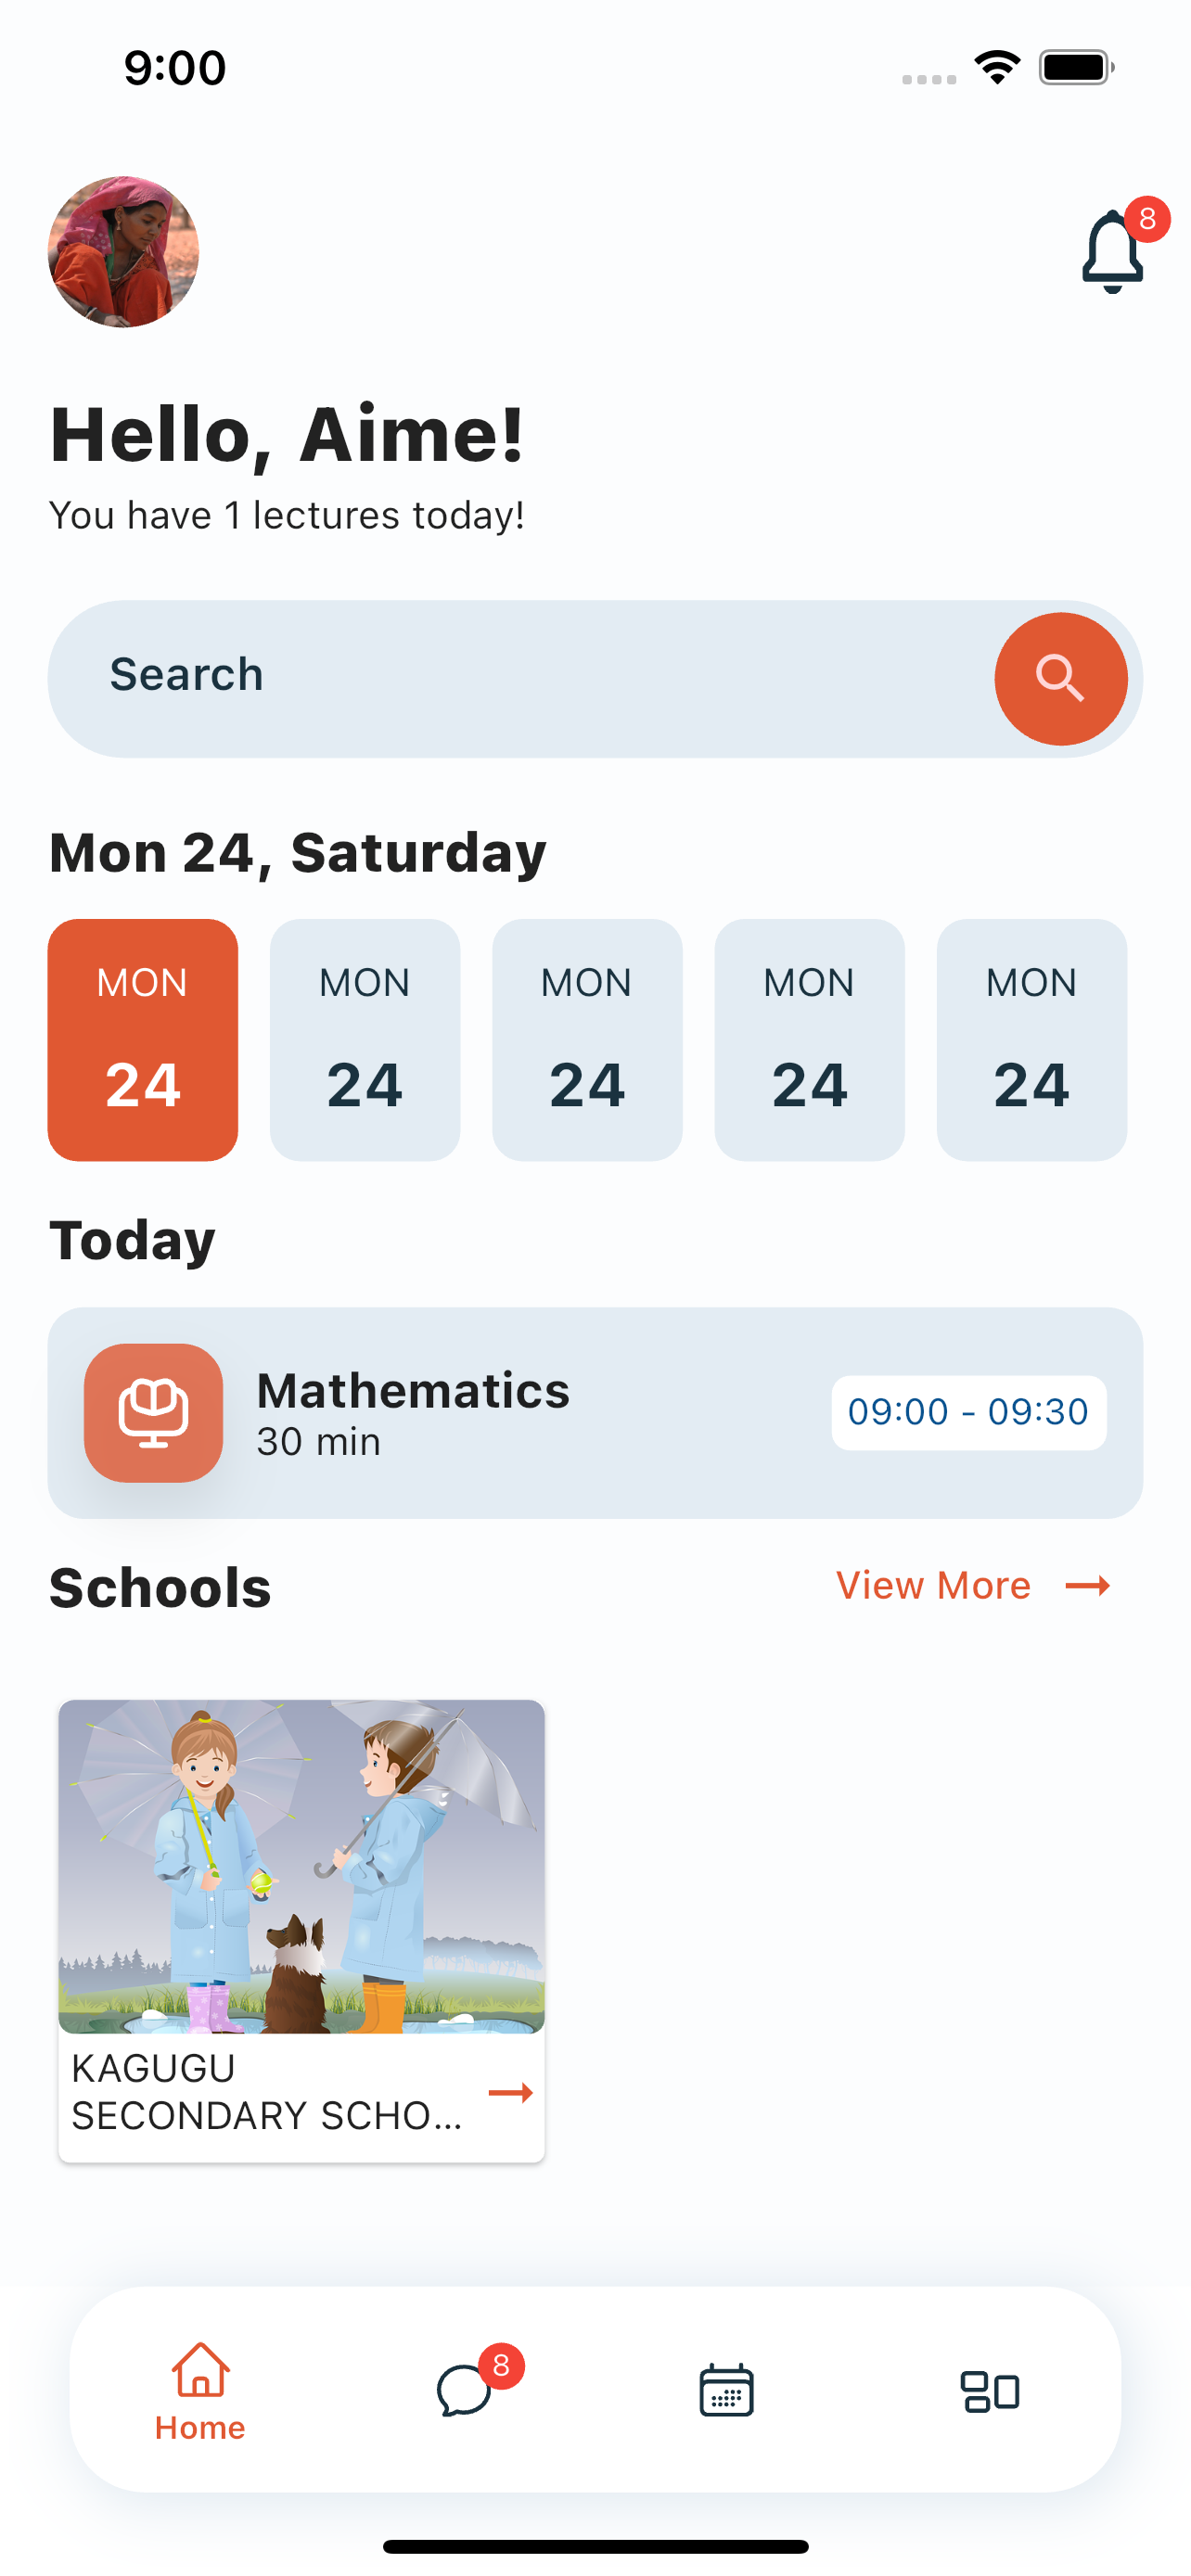 9:00
8
Hello, Aime!
You have 1 lectures today!
Search
Mon 24, Saturday
MON MON MON MON MON
24 24 24 24 24
Today
Mathematics
30 min
09:00 - 09:30
Schools
View More
KAGUGU
SECONDARY SCHO...
8
Home